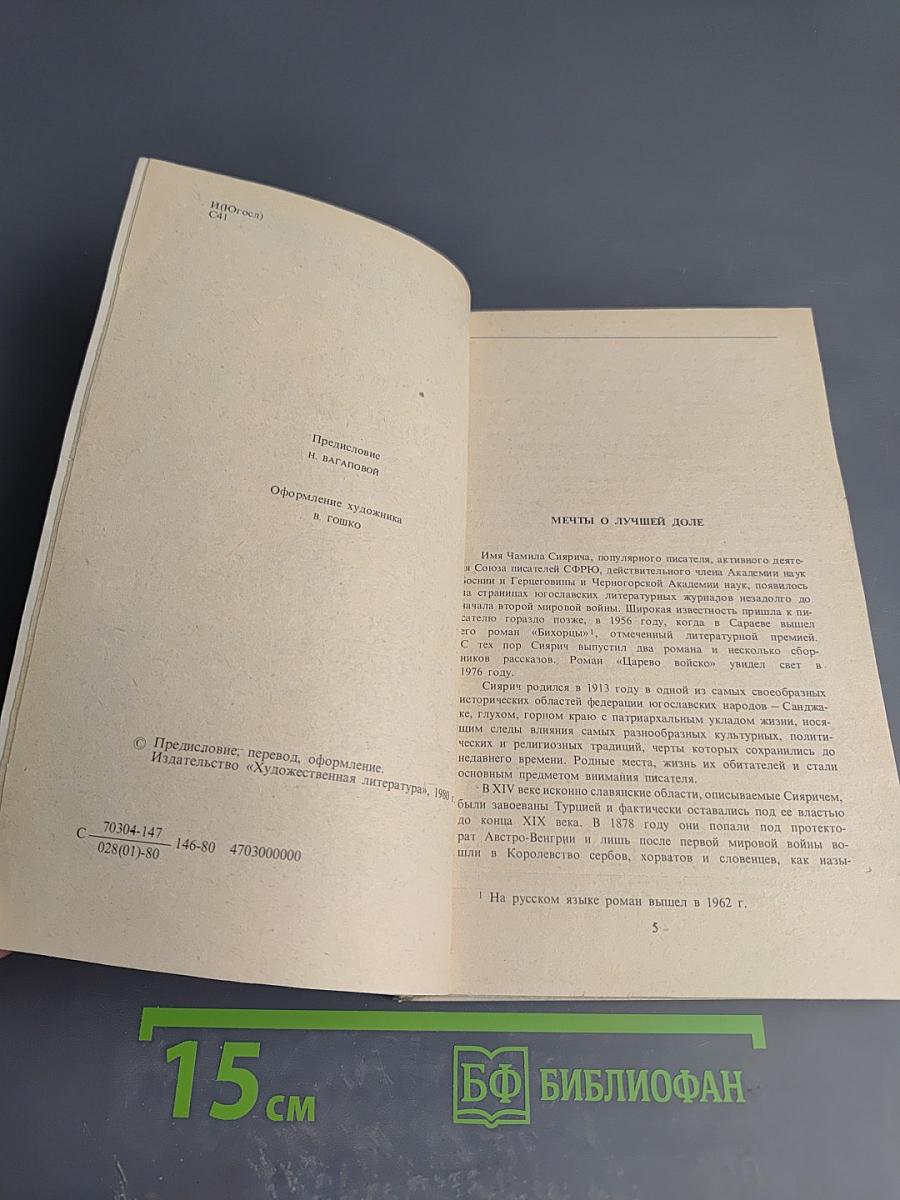 И(Югосл)
С41
Предисловие
Н. ВАГАПОВОЙ
Оформление художника
В. ГОШКО
© Предисловие, перевод, оформление.
Издательство «Художественная литература», 1980 г.
С 70304-147
028(01)-80
146-80 4703000000
МЕЧТЫ О ЛУЧШЕЙ ДОЛЕ
Имя Чамила Сиярича, популярного писателя, активного деяте-
я Союза писателей СФРЮ, действительного члена Академии наук
Боснии и Герцеговины и Черногорской Академии наук, появилось
на страницах югославских литературных журналов незадолго до
начала второй мировой войны. Широкая известность пришла к пи-
сателю гораздо позже, в 1956 году, когда в Сараеве вышел
его роман «Бихорцы»¹, отмеченный литературной премией.
С тех пор Сиярич выпустил два романа и несколько сбор-
ников рассказов. Роман «Царево войско» увидел свет в
1976 году.
Сиярич родился в 1913 году в одной из самых своеобразных
исторических областей федерации югославских народов – Санджа-
ке, глухом, горном краю с патриархальным укладом жизни, нося-
щим следы влияния самых разнообразных культурных, полити-
ческих и религиозных традиций, черты которых сохранились до
недавнего времени. Родные места, жизнь их обитателей и стали
основным предметом внимания писателя.
В XIV веке исконно славянские области, описываемые Сияричем,
были завоеваны Турцией и фактически оставались под ее властью
до конца XIX века. В 1878 году они попали под протекто-
рат Австро-Венгрии и лишь после первой мировой войны во-
шли в Королевство сербов, хорватов и словенцев, как назы-
¹ На русском языке роман вышел в 1962 г.
5
15 см
БФ БИБЛИОФАН